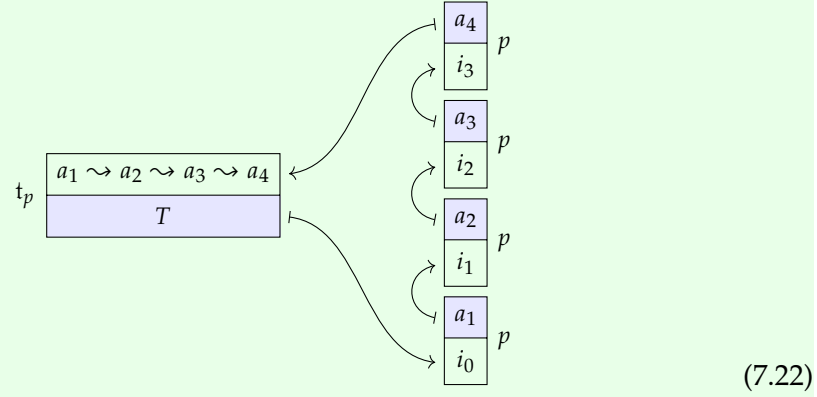 a₄
p
i₃
a₃
p
i₂
a₁ ⇝ a₂ ⇝ a₃ ⇝ a₄
tₚ
T
a₂
p
i₁
a₁
p
i₀
(7.22)